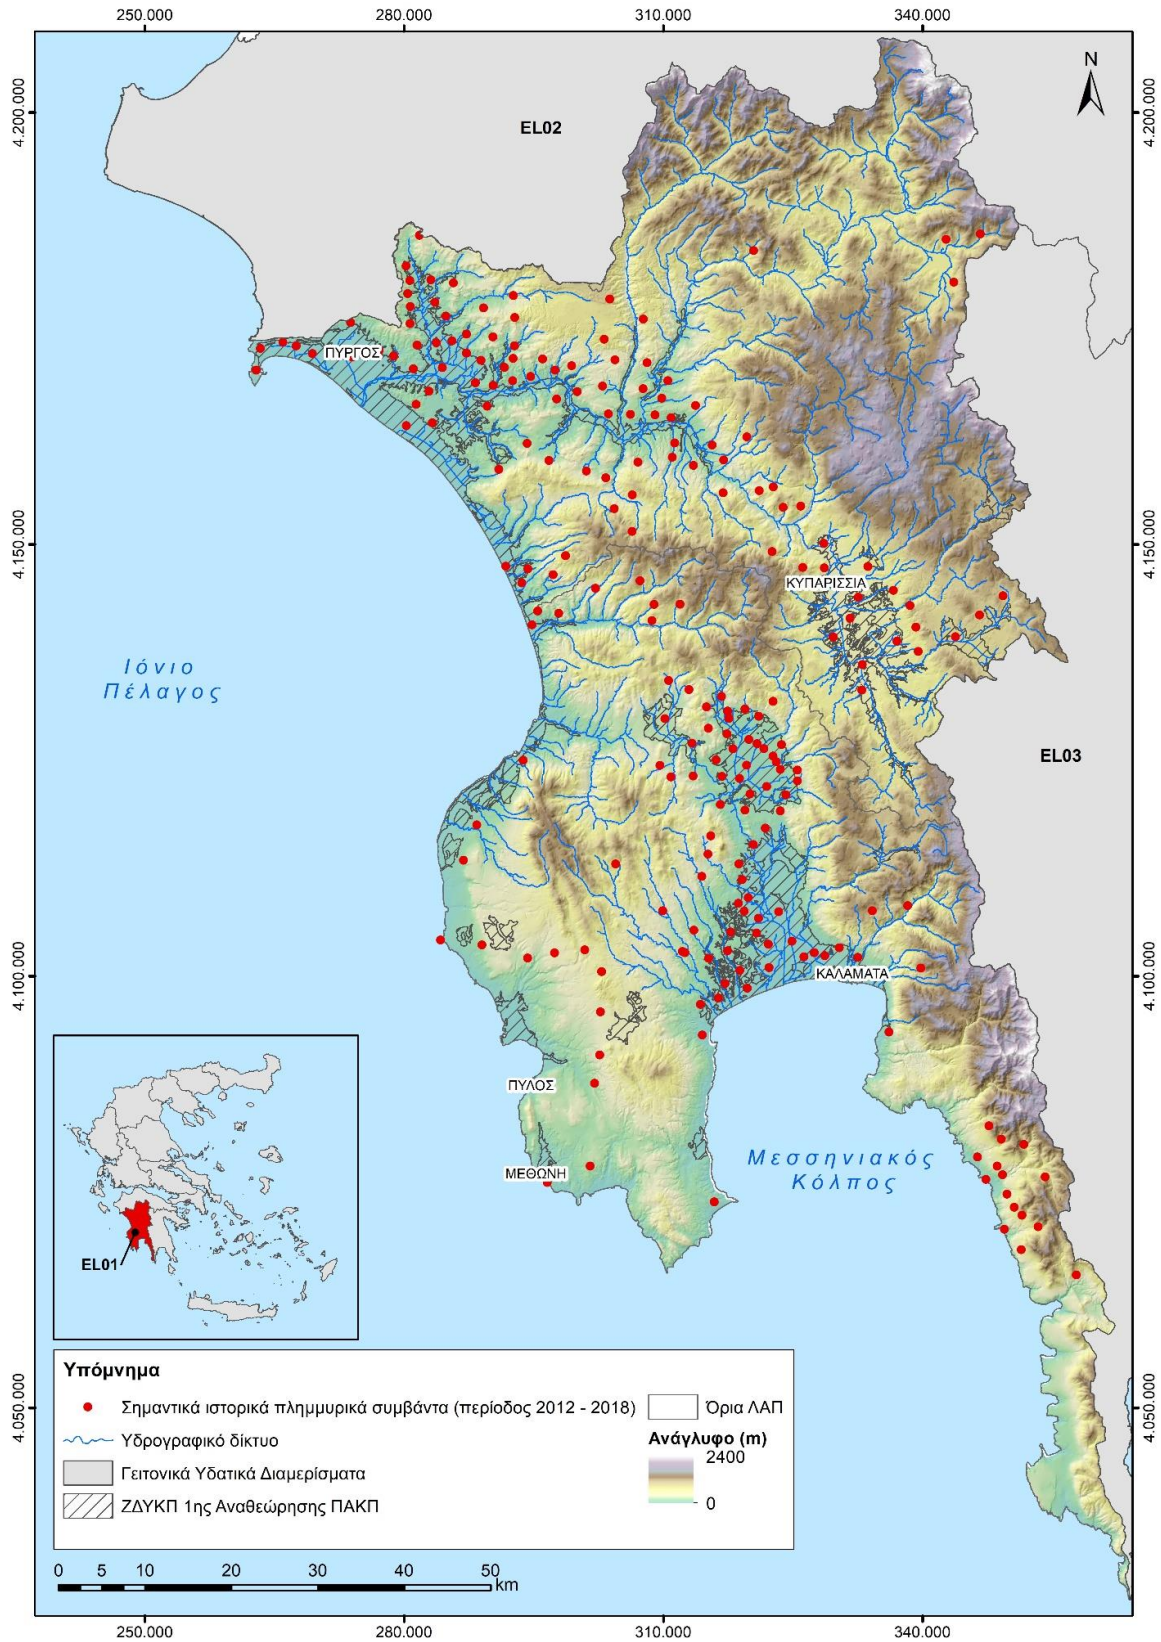 250.000
280.000
310.000
340.000
N
4.200.000
4.200.000
EL02
ΠΥΡΓΟΣ
4.150.000
4.150.000
ΚΥΠΑΡΙΣΣΙΑ
Ιόνιο
Πέλαγος
EL03
4.100.000
4.100.000
ΚΑΛΑΜΑΤΑ
ΠΥΛΟΣ
ΜΕΘΩΝΗ
Μεσσηνιακός
Κόλπος
EL01
Υπόμνημα
Σημαντικά ιστορικά πλημμυρικά συμβάντα (περίοδος 2012 - 2018)
Όρια ΛΑΠ
Υδρογραφικό δίκτυο
Ανάγλυφο (m)
2400
0
Γειτονικά Υδατικά Διαμερίσματα
ΖΔΥΚΠ 1ης Αναθεώρησης ΠΑΚΠ
4.050.000
4.050.000
0 5 10 20 30 40 50
km
250.000
280.000
310.000
340.000